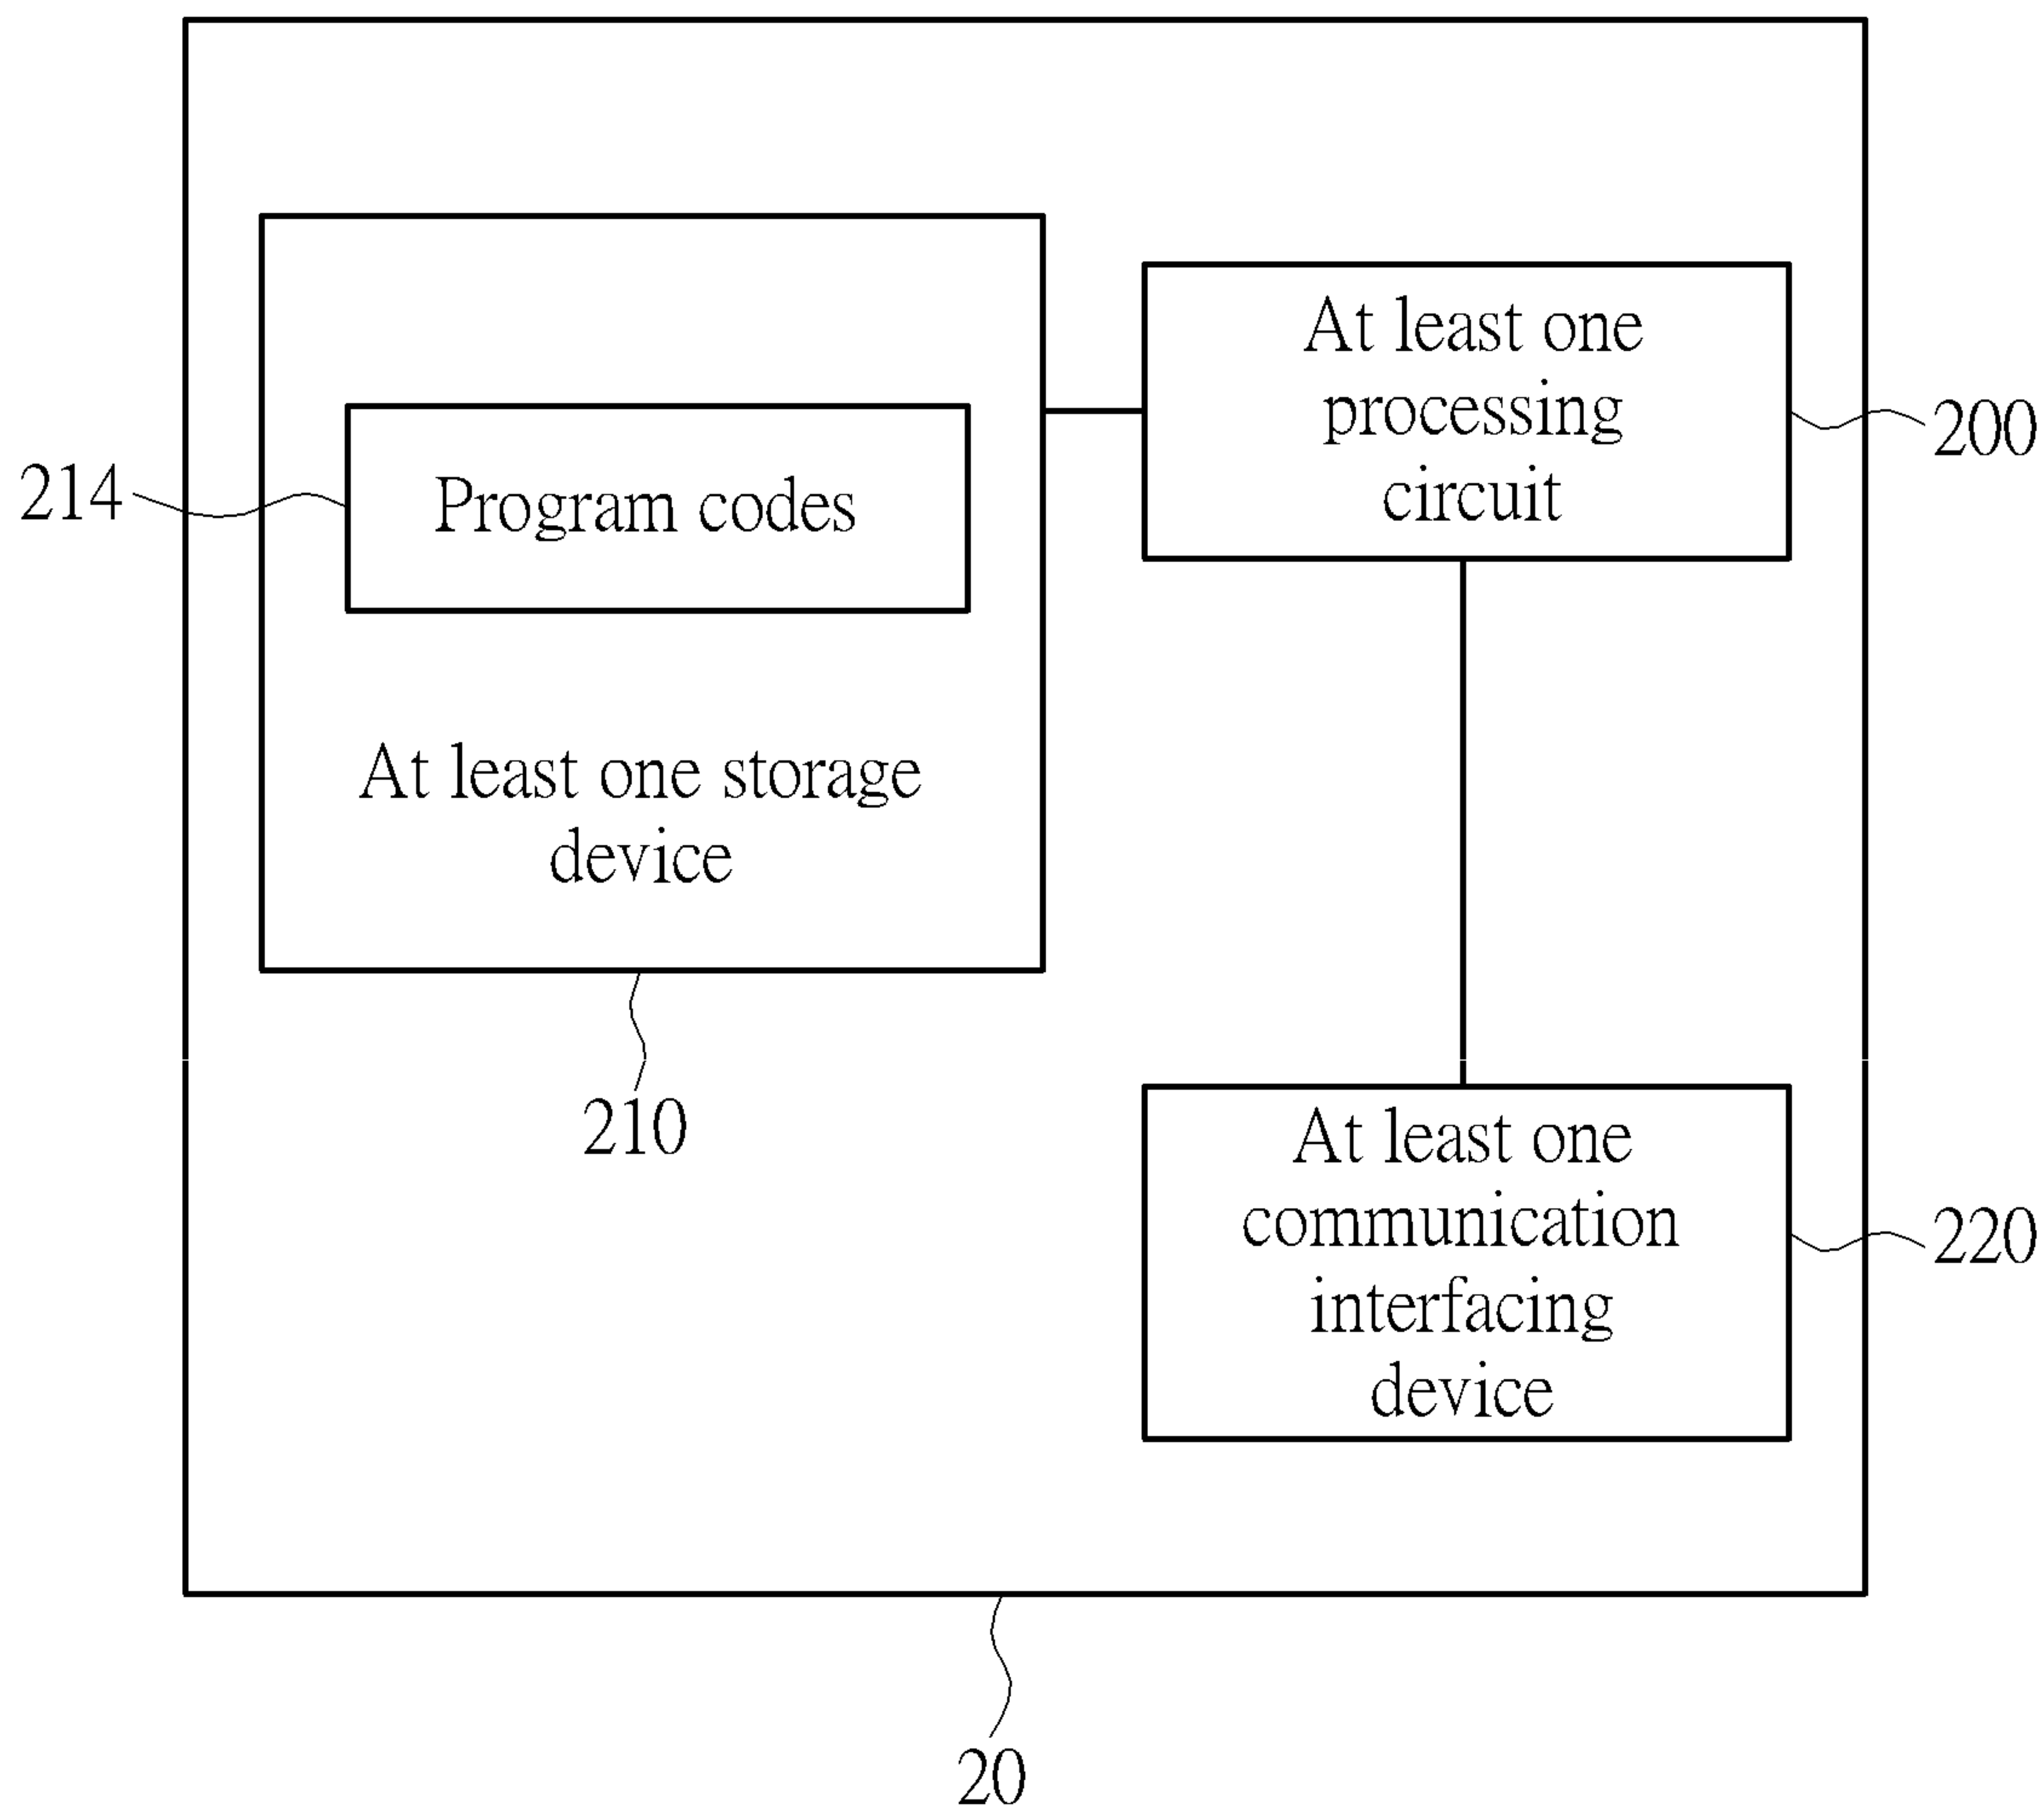 At least one
processing
circuit
200
214
Program codes
At least one storage
device
210
At least one
communication
interfacing
device
220
20